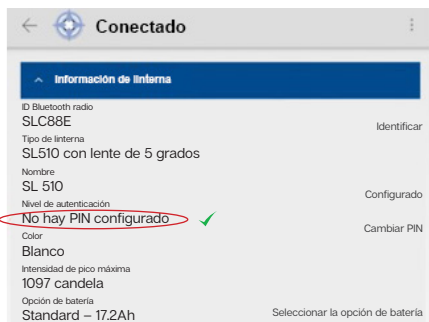 Conectado
Información de linterna
ID Bluetooth radio
SLC88E
Identificar
Tipo de linterna
SL510 con lente de 5 grados
Nombre
SL 510
Configurado
Nivel de autenticación
No hay PIN configurado
Cambiar PIN
Color
Blanco
Intensidad de pico máxima
1097 candela
Opción de batería
Standard – 17.2Ah
Seleccionar la opción de batería